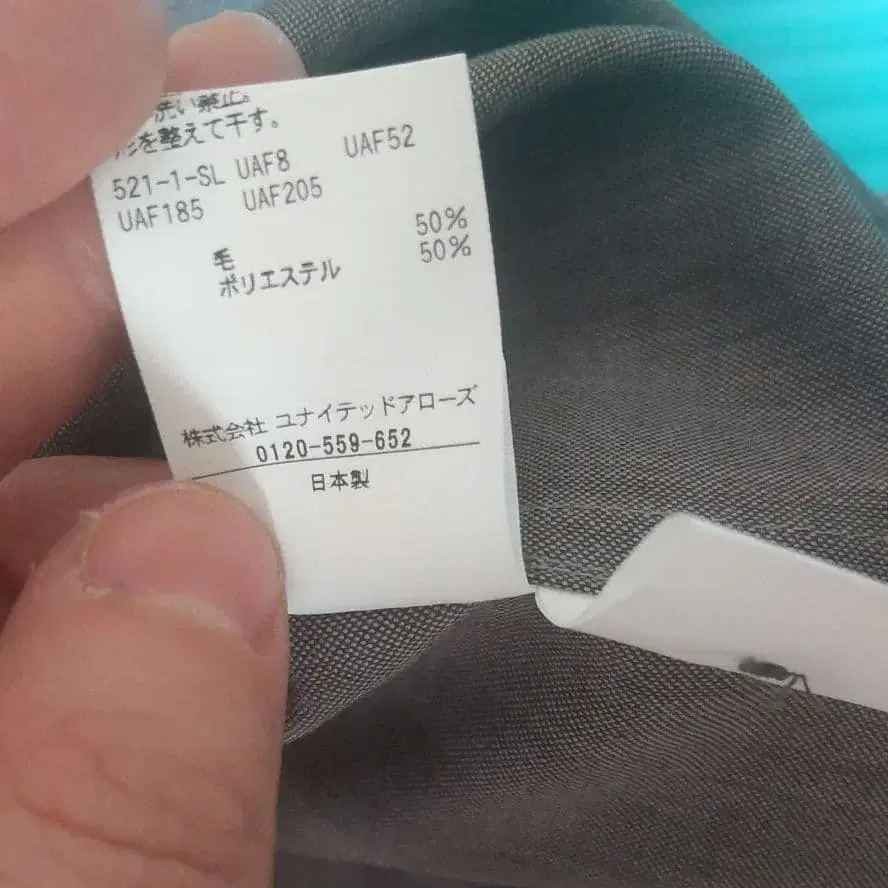 洗い禁止。
形を整えて干す。
521-1-SL UAF8 UAF52
UAF185 UAF205
毛 50%
ポリエステル 50%
株式会社 ユナイテッドアローズ
0120-559-652
日本製